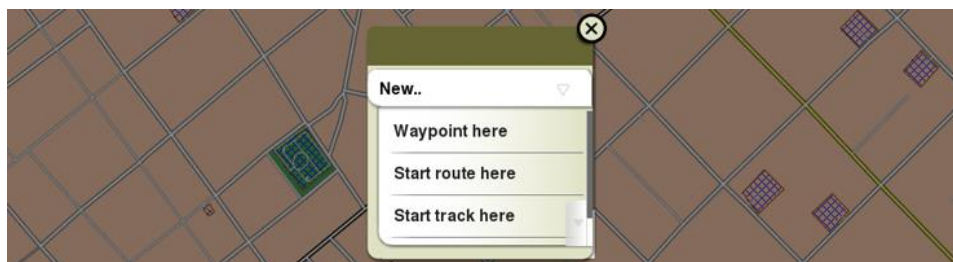 New..
Waypoint here
Start route here
Start track here